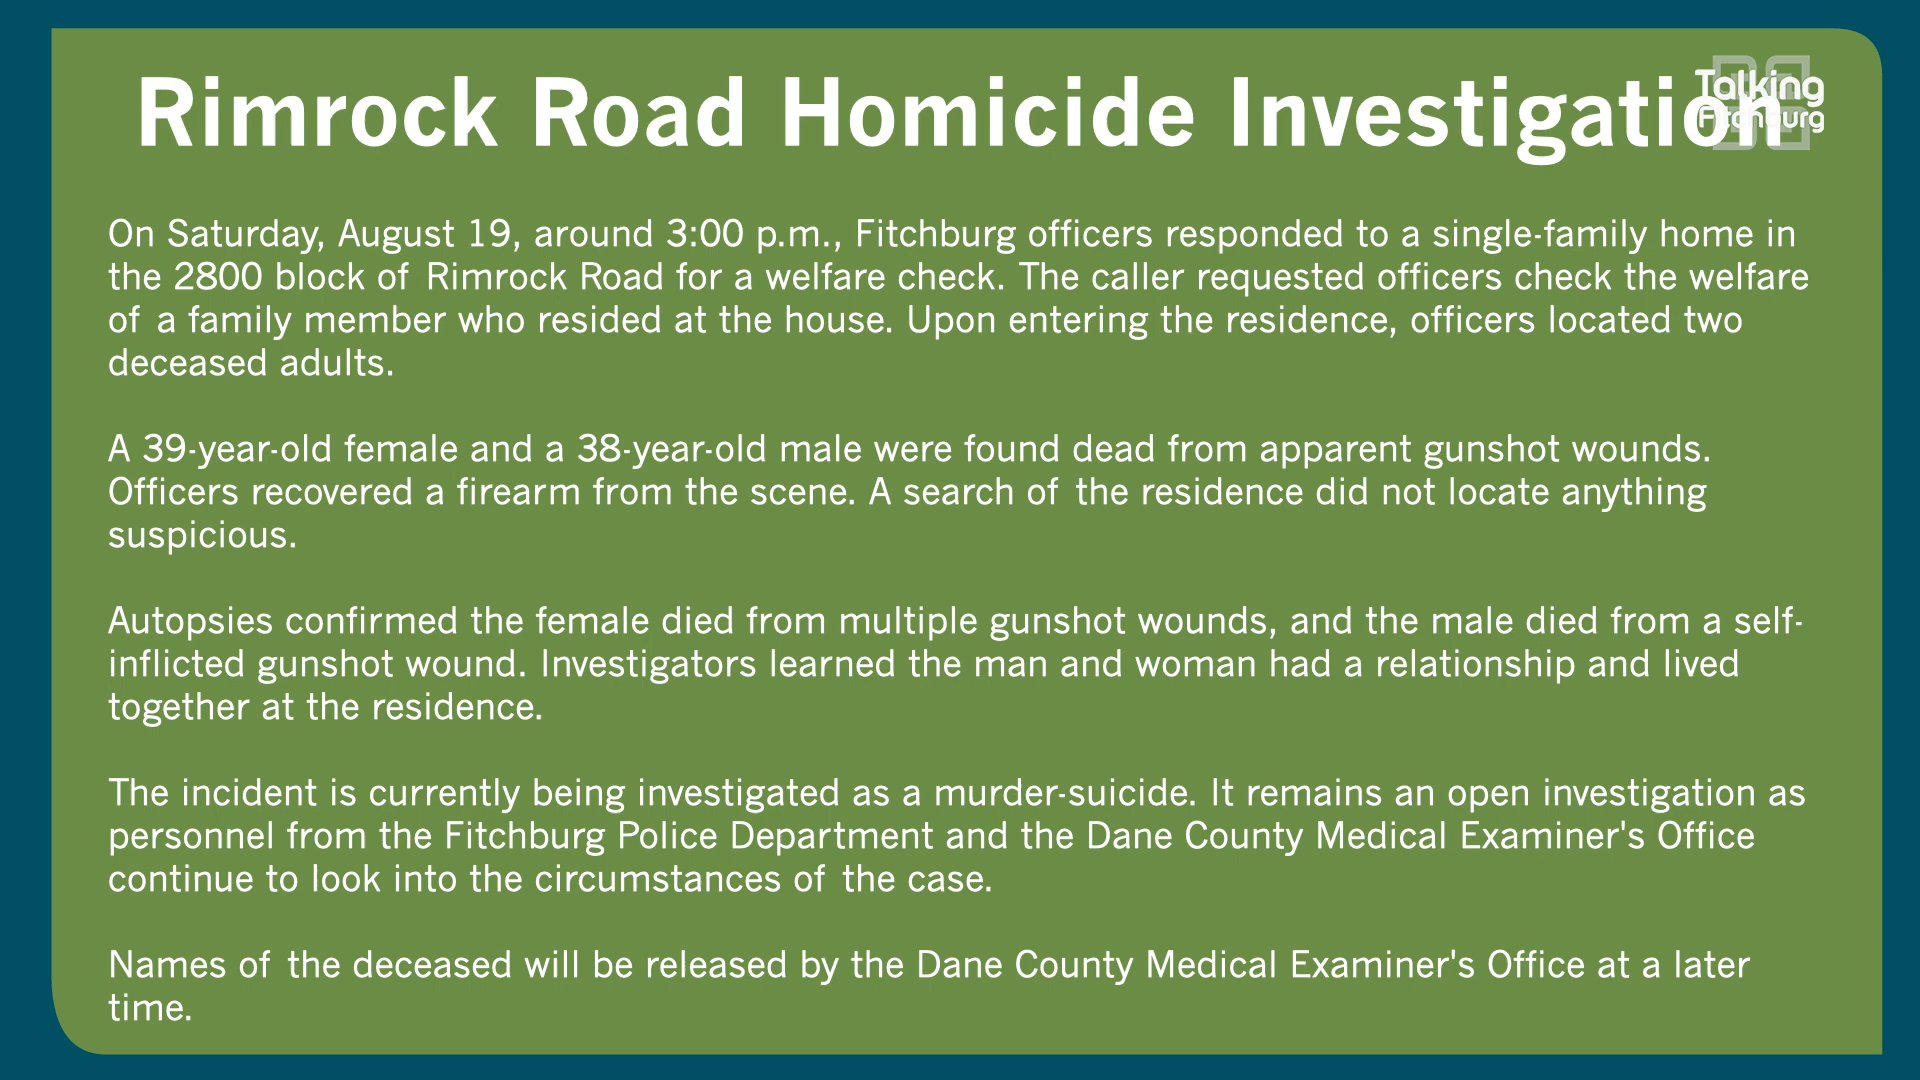 Rimrock Road Homicide Investigation
Talking
Fitchburg
On Saturday, August 19, around 3:00 p.m., Fitchburg officers responded to a single-family home in
the 2800 block of Rimrock Road for a welfare check. The caller requested officers check the welfare
of a family member who resided at the house. Upon entering the residence, officers located two
deceased adults.
A 39-year-old female and a 38-year-old male were found dead from apparent gunshot wounds.
Officers recovered a firearm from the scene. A search of the residence did not locate anything
suspicious.
Autopsies confirmed the female died from multiple gunshot wounds, and the male died from a self-
inflicted gunshot wound. Investigators learned the man and woman had a relationship and lived
together at the residence.
The incident is currently being investigated as a murder-suicide. It remains an open investigation as
personnel from the Fitchburg Police Department and the Dane County Medical Examiner's Office
continue to look into the circumstances of the case.
Names of the deceased will be released by the Dane County Medical Examiner's Office at a later
time.